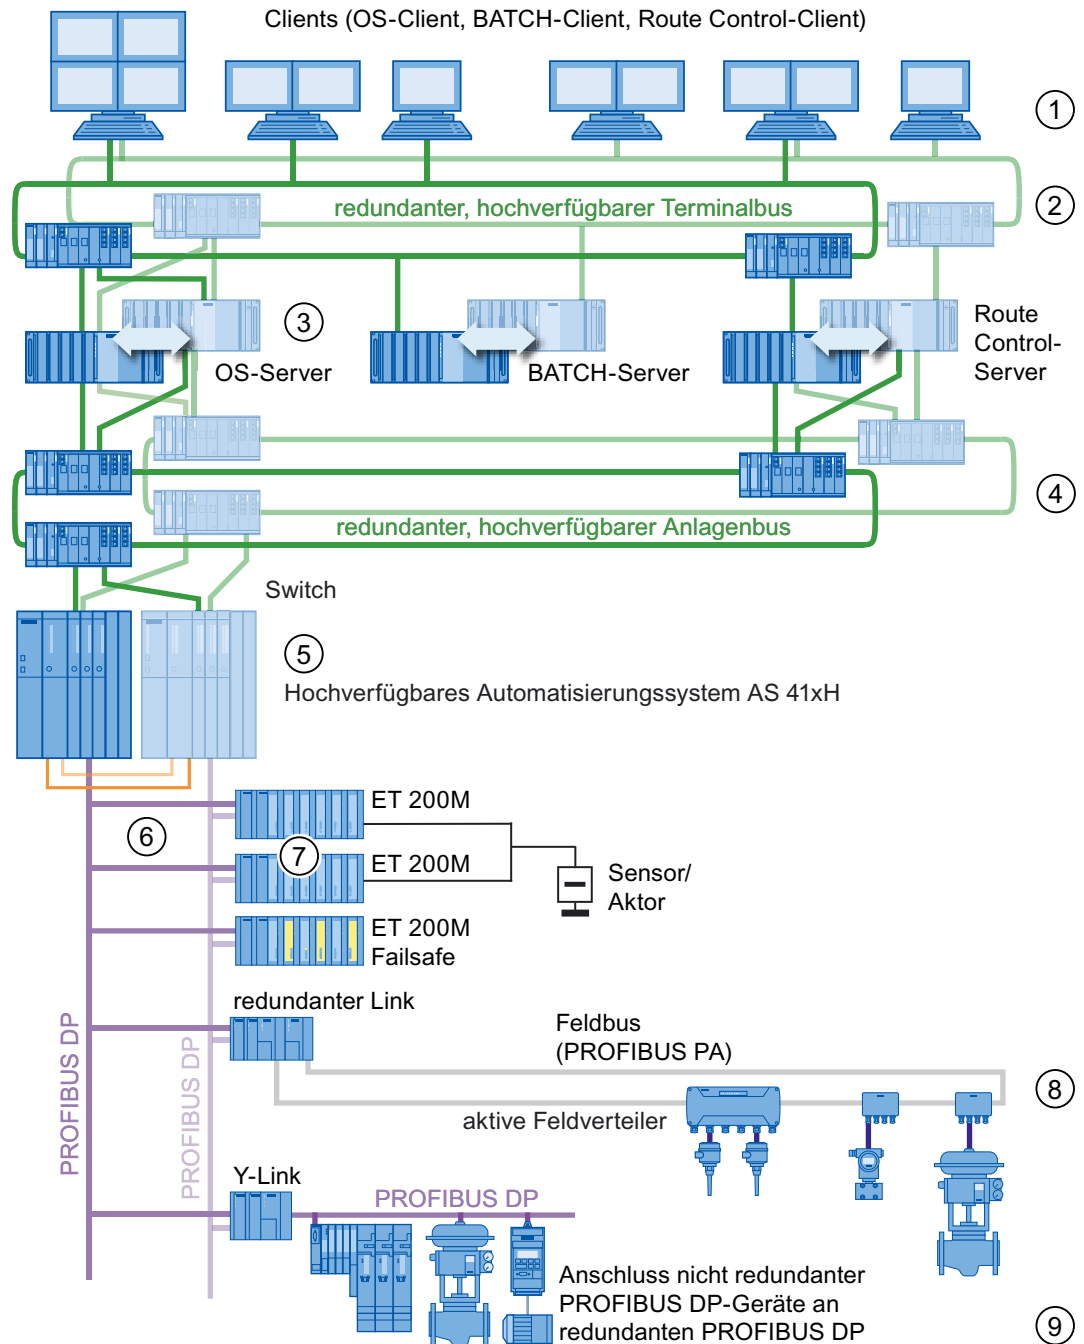 Clients (OS-Client, BATCH-Client, Route Control-Client)
1
redundanter, hochverfügbarer Terminalbus
2
3
OS-Server
BATCH-Server
Route
Control-
Server
4
redundanter, hochverfügbarer Anlagenbus
Switch
5
Hochverfügbares Automatisierungssystem AS 41xH
ET 200M
6
7
ET 200M
Sensor/
Aktor
ET 200M
Failsafe
redundanter Link
PROFIBUS DP
PROFIBUS DP
Feldbus
(PROFIBUS PA)
8
aktive Feldverteiler
Y-Link
PROFIBUS DP
Anschluss nicht redundanter
PROFIBUS DP-Geräte an
redundanten PROFIBUS DP
9